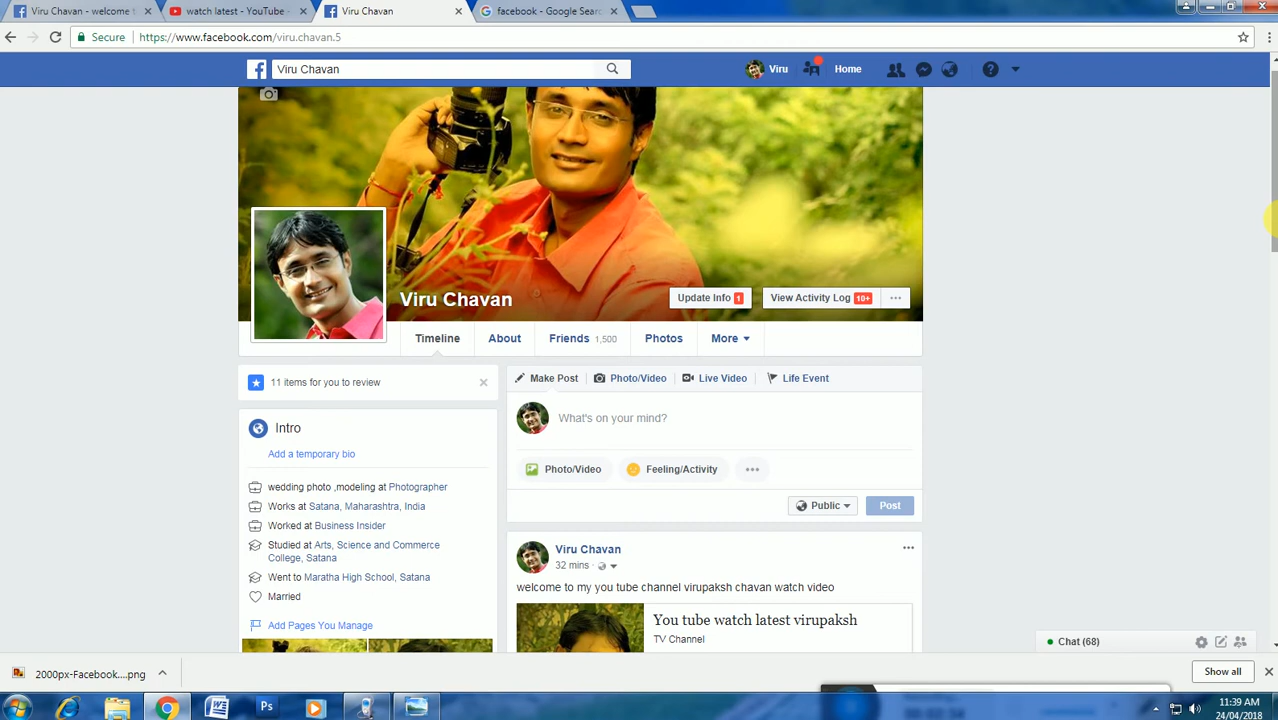 Viru Chavan - welcome t
watch latest - YouTube -
Viru Chavan
facebook - Google Searc
Secure
https://www.facebook.com/viru.chavan.5
Viru Chavan
Viru
Home
Viru Chavan
Update Info 1
View Activity Log 10+
Timeline
About
Friends 1,500
Photos
More
11 items for you to review
Make Post
Photo/Video
Live Video
Life Event
What's on your mind?
Intro
Add a temporary bio
Photo/Video
Feeling/Activity
wedding photo ,modeling at Photographer
Works at Satana, Maharashtra, India
Worked at Business Insider
Studied at Arts, Science and Commerce
College, Satana
Went to Maratha High School, Satana
Married
Add Pages You Manage
Public
Post
Viru Chavan
32 mins ·
welcome to my you tube channel virupaksh chavan watch video
You tube watch latest virupaksh
TV Channel
Chat (68)
2000px-Facebook....png
Show all
Ps
11:39 AM
24/04/2018